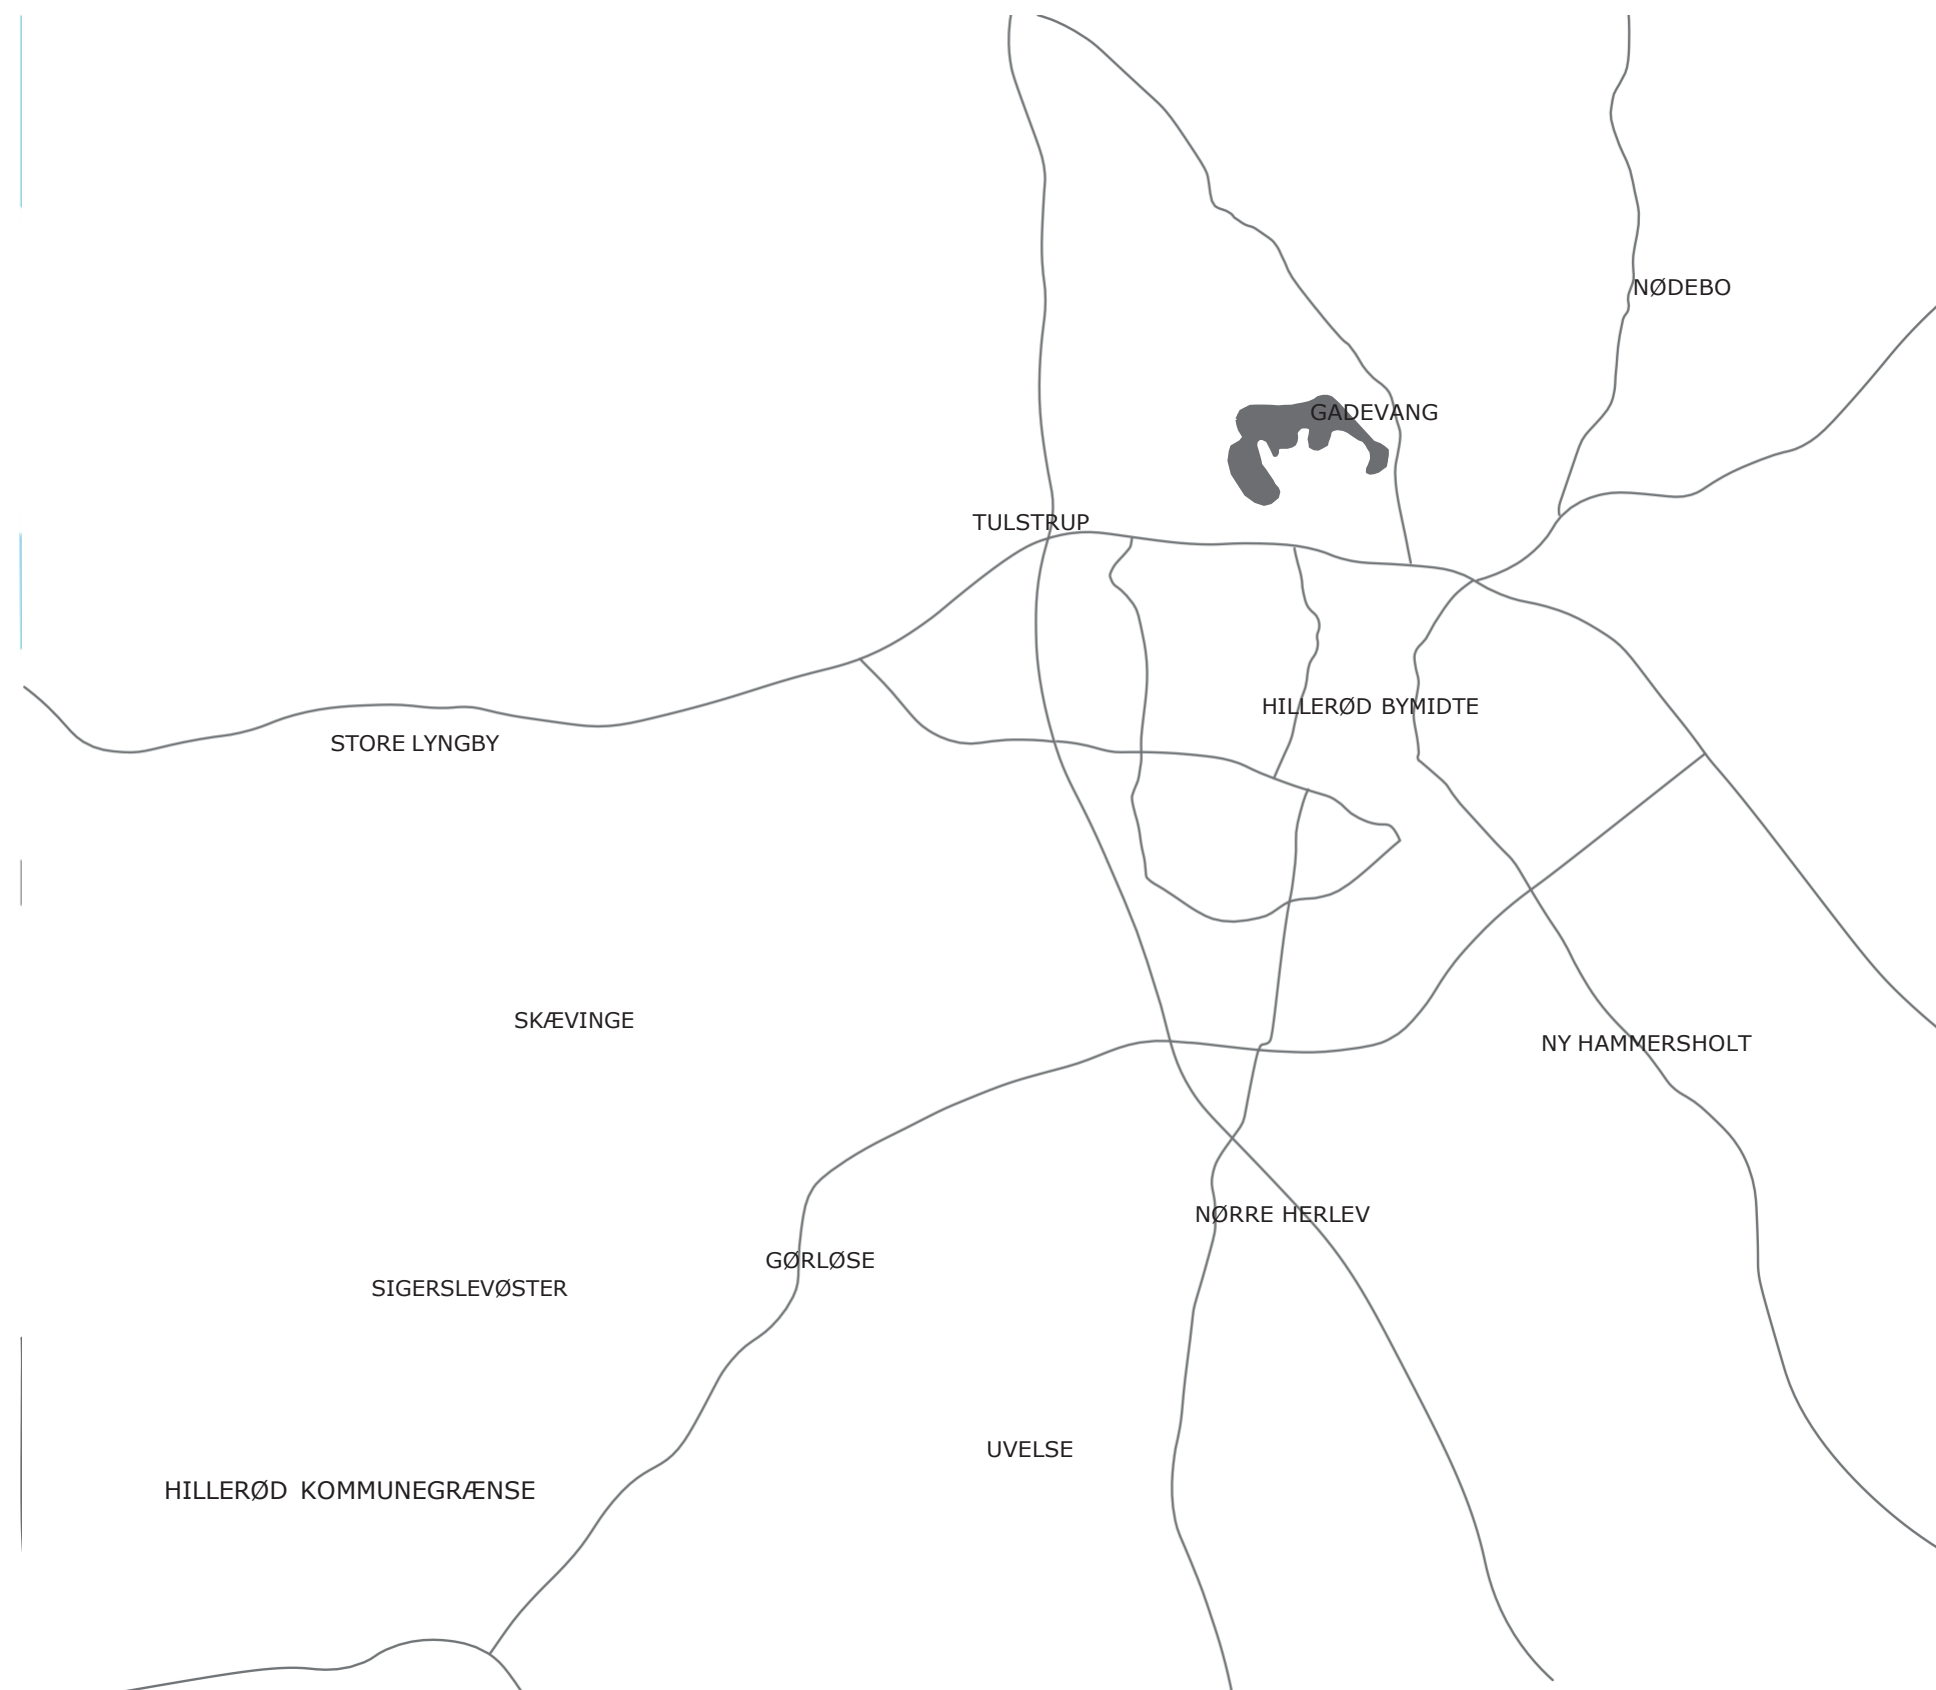 NØDEBO
GADEVANG
TULSTRUP
HILLERØD BYMIDTE
STORE LYNGBY
SKÆVINGE
NY HAMMERSHOLT
NØRRE HERLEV
GØRLØSE
SIGERSLEVØSTER
UVELSE
HILLERØD KOMMUNEGRÆNSE